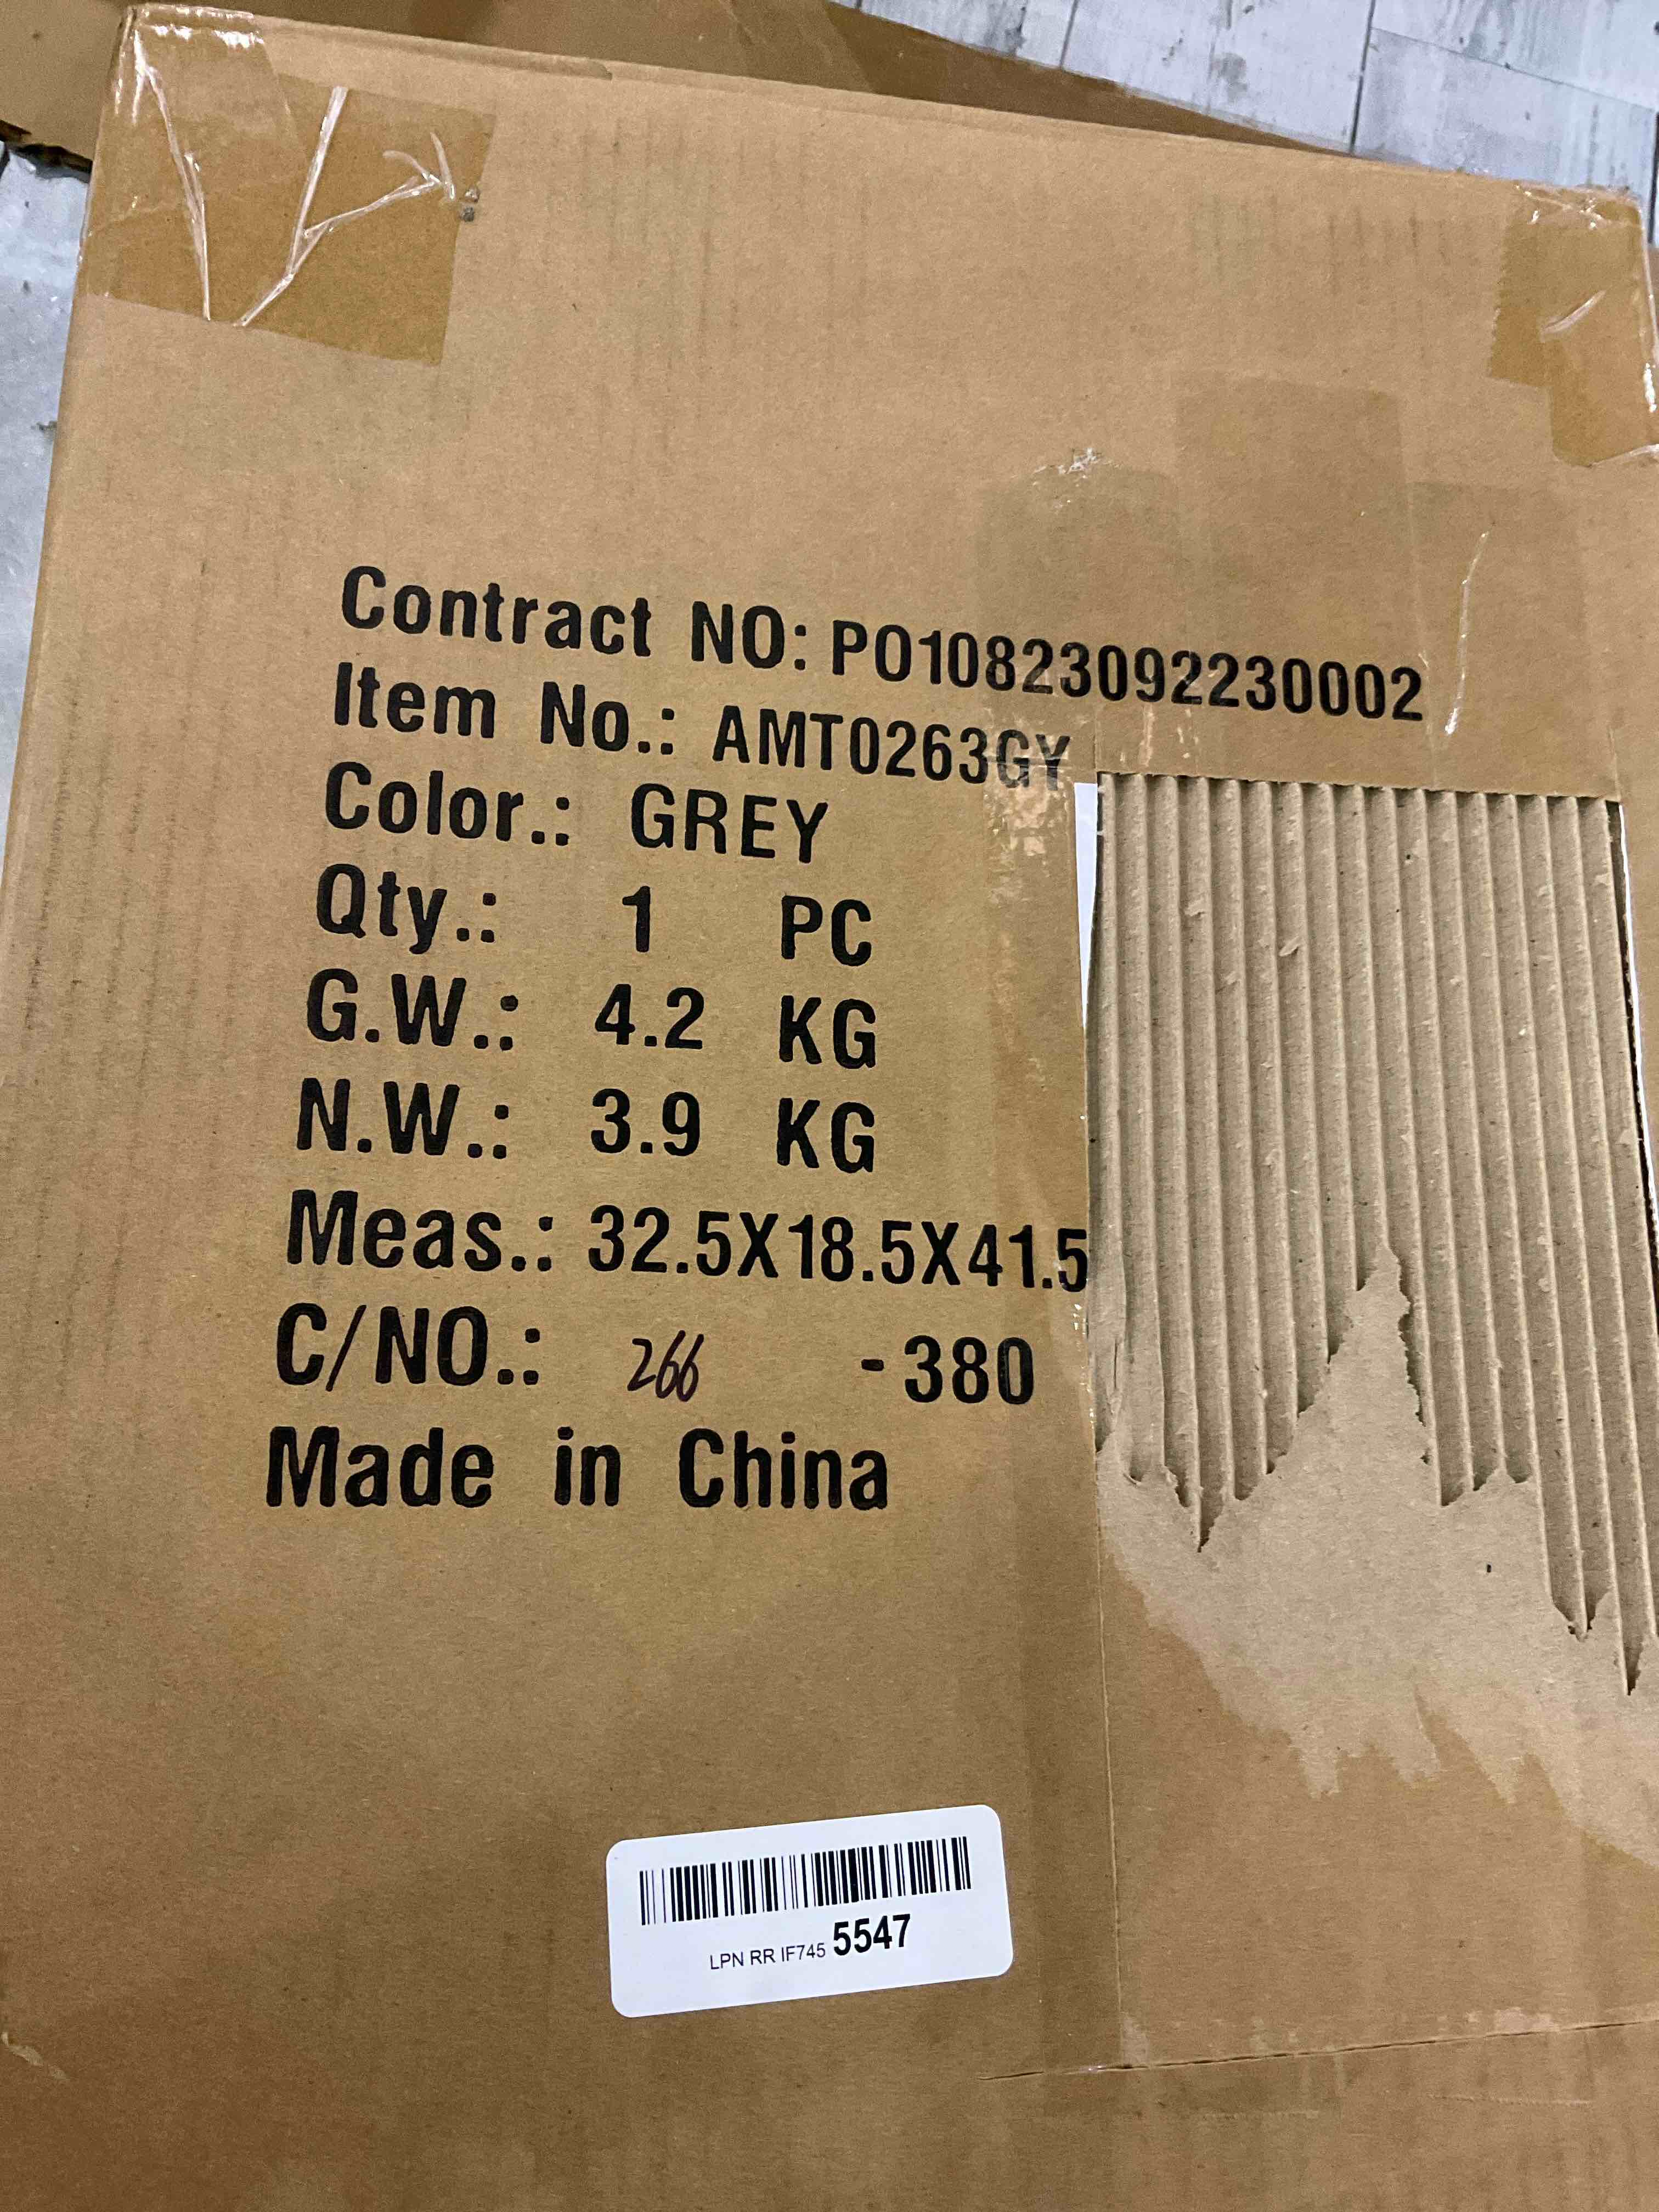 Contract NO: PO10823092230002
Item No.: AMT0263GY
Color.: GREY
Qty.: 1 PC
G.W.: 4.2 KG
N.W.: 3.9 KG
Meas.: 32.5X18.5X41.5
C/NO.: 266 -380
Made in China
LPN RR IF745 5547